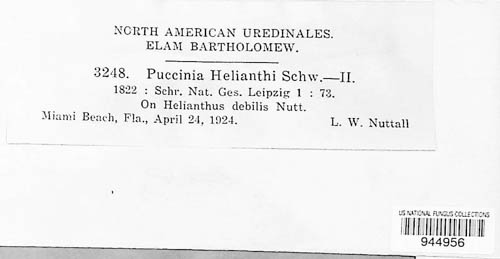 NORTH AMERICAN UREDINALES.
ELAM BARTHOLOMEW.
3248. Puccinia Helianthi Schw.—II.
1822 : Schr. Nat. Ges. Leipzig 1 : 73.
On Helianthus debilis Nutt.
Miami Beach, Fla., April 24, 1924. L. W. Nuttall
US NATIONAL FUNGUS COLLECTIONS
944956